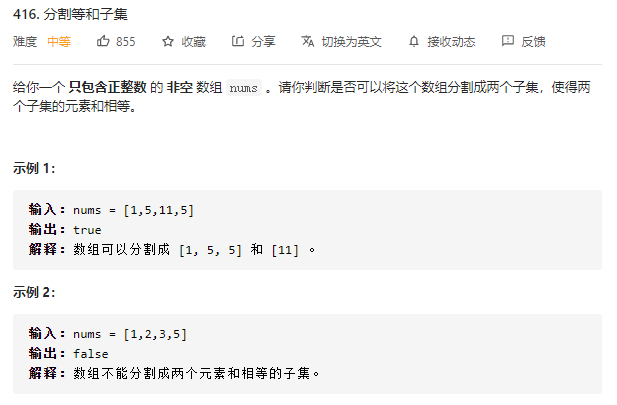 416. 分割等和子集
难度 中等 855 收藏 分享 切换为英文 接收动态 反馈
给你一个 只包含正整数 的 非空 数组 nums 。请你判断是否可以将这个数组分割成两个子集，使得两
个子集的元素和相等。
示例 1：
输入：nums = [1,5,11,5]
输出：true
解释：数组可以分割成 [1, 5, 5] 和 [11] 。
示例 2：
输入：nums = [1,2,3,5]
输出：false
解释：数组不能分割成两个元素和相等的子集。